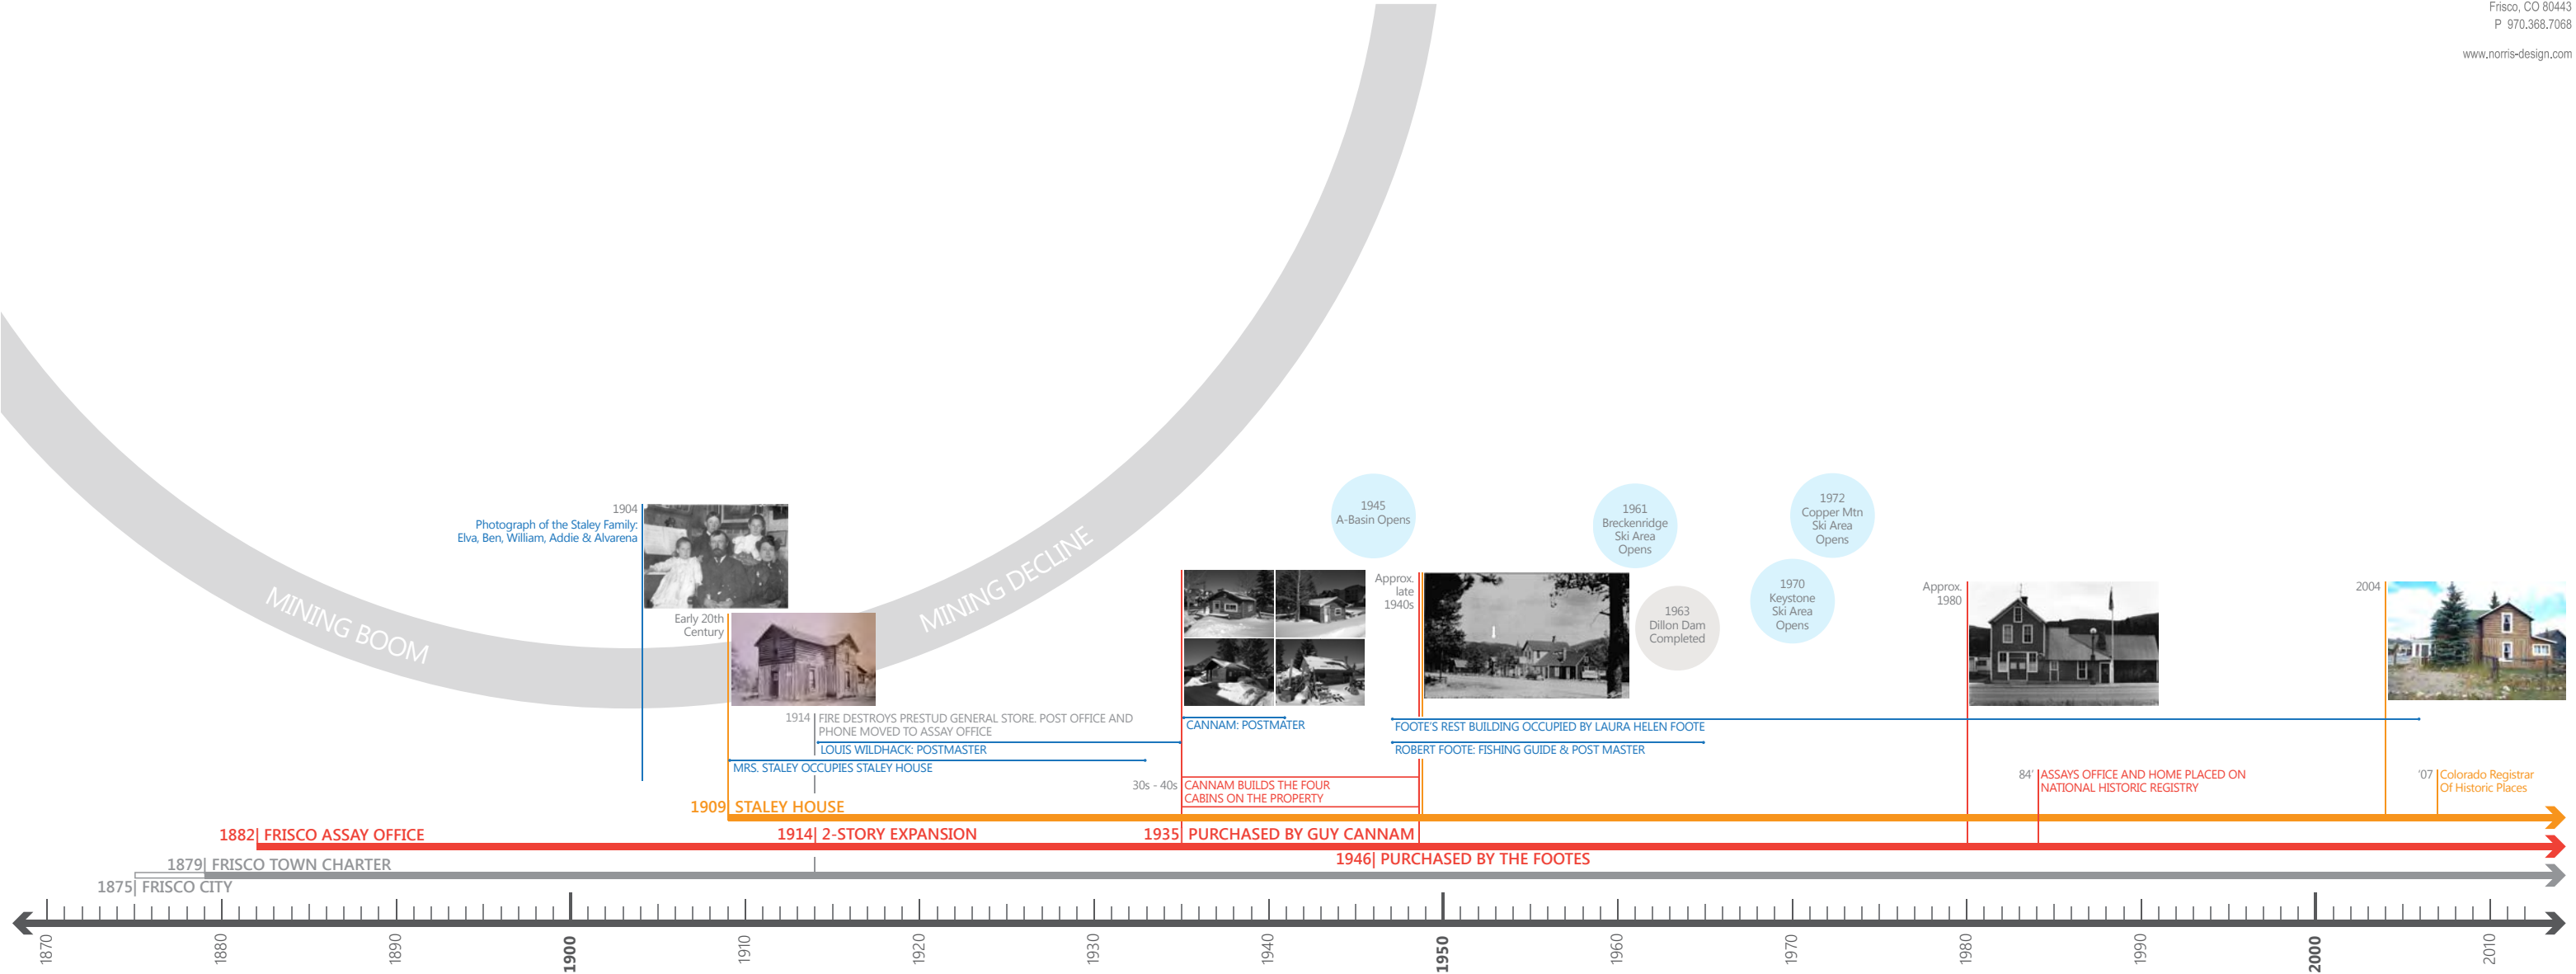 Frisco, CO 80443
P 970.368.7068
www.norris-design.com
MINING BOOM
MINING DECLINE
1904
Photograph of the Staley Family:
Elva, Ben, William, Addie & Alvarena
Early 20th
Century
1945
A-Basin Opens
1961
Breckenridge
Ski Area
Opens
1972
Copper Mtn
Ski Area
Opens
1963
Dillon Dam
Completed
1970
Keystone
Ski Area
Opens
Approx.
late
1940s
Approx.
1980
2004
1914 FIRE DESTROYS PRESTUD GENERAL STORE. POST OFFICE AND
PHONE MOVED TO ASSAY OFFICE
LOUIS WILDHACK: POSTMASTER
MRS. STALEY OCCUPIES STALEY HOUSE
CANNAM: POSTMATER
FOOTE'S REST BUILDING OCCUPIED BY LAURA HELEN FOOTE
ROBERT FOOTE: FISHING GUIDE & POST MASTER
30s - 40s CANNAM BUILDS THE FOUR
CABINS ON THE PROPERTY
84' ASSAYS OFFICE AND HOME PLACED ON
NATIONAL HISTORIC REGISTRY
'07 Colorado Registrar
Of Historic Places
1909 STALEY HOUSE
1882| FRISCO ASSAY OFFICE
1914| 2-STORY EXPANSION
1935| PURCHASED BY GUY CANNAM
1946| PURCHASED BY THE FOOTES
1879| FRISCO TOWN CHARTER
1875| FRISCO CITY
1870
1880
1890
1900
1910
1920
1930
1940
1950
1960
1970
1980
1990
2000
2010